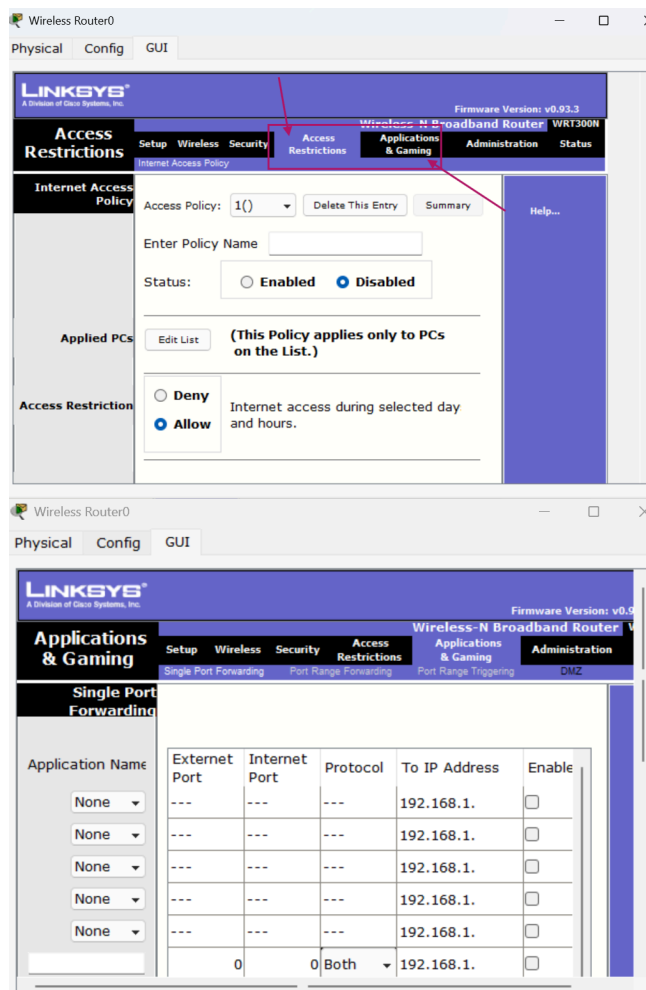 Wireless Router0
Physical Config GUI
LINKSYS®
A Division of Cisco Systems, Inc.
Firmware Version: v0.93.3
Wireless-N Broadband Router WRT300N
Access Restrictions
Setup Wireless Security Access Restrictions Applications & Gaming Administration Status
Internet Access Policy
Internet Access Policy
Access Policy: 1() Delete This Entry Summary
Help...
Enter Policy Name
Status: Enabled Disabled
Applied PCs
Edit List (This Policy applies only to PCs
on the List.)
Access Restriction
Deny
Allow
Internet access during selected day
and hours.
Wireless Router0
Physical Config GUI
LINKSYS®
A Division of Cisco Systems, Inc.
Firmware Version: v0.9
Wireless-N Broadband Router
Applications & Gaming
Setup Wireless Security Access Restrictions Applications & Gaming Administration
Single Port Forwarding Port Range Forwarding Port Range Triggering DMZ
Single Port
Forwarding
Application Name External Port Internet Port Protocol To IP Address Enable
None --- --- --- 192.168.1.
None --- --- --- 192.168.1.
None --- --- --- 192.168.1.
None --- --- --- 192.168.1.
None --- --- --- 192.168.1.
0 0 Both 192.168.1.